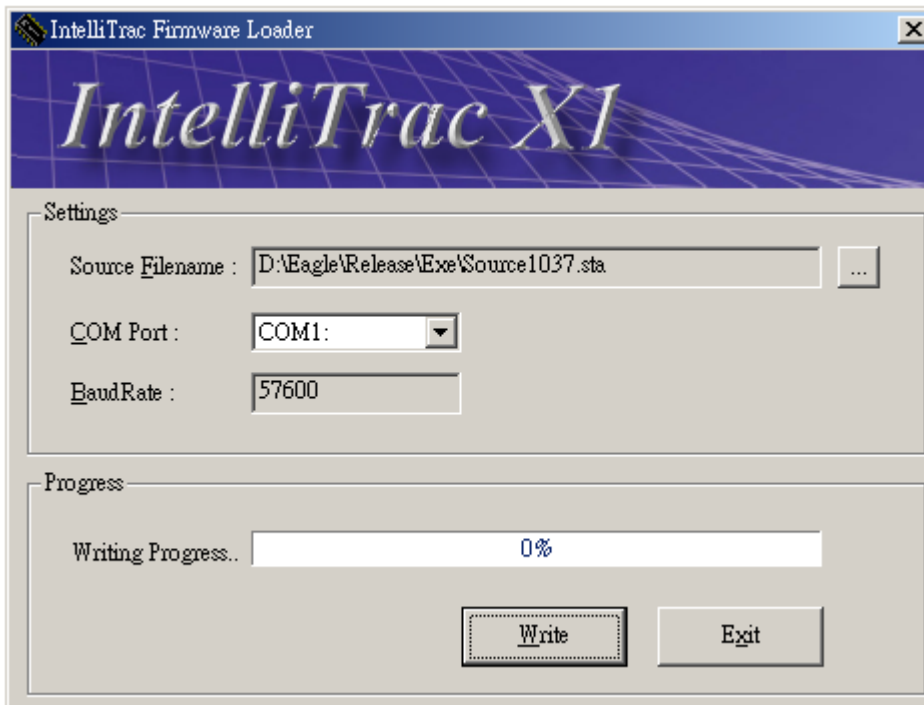 IntelliTrac Firmware Loader
IntelliTrac X1
Settings
Source Filename : D:\Eagle\Release\Exe\Source1037.sta ...
COM Port : COM1:
BaudRate : 57600
Progress
Writing Progress.. 0%
Write Exit